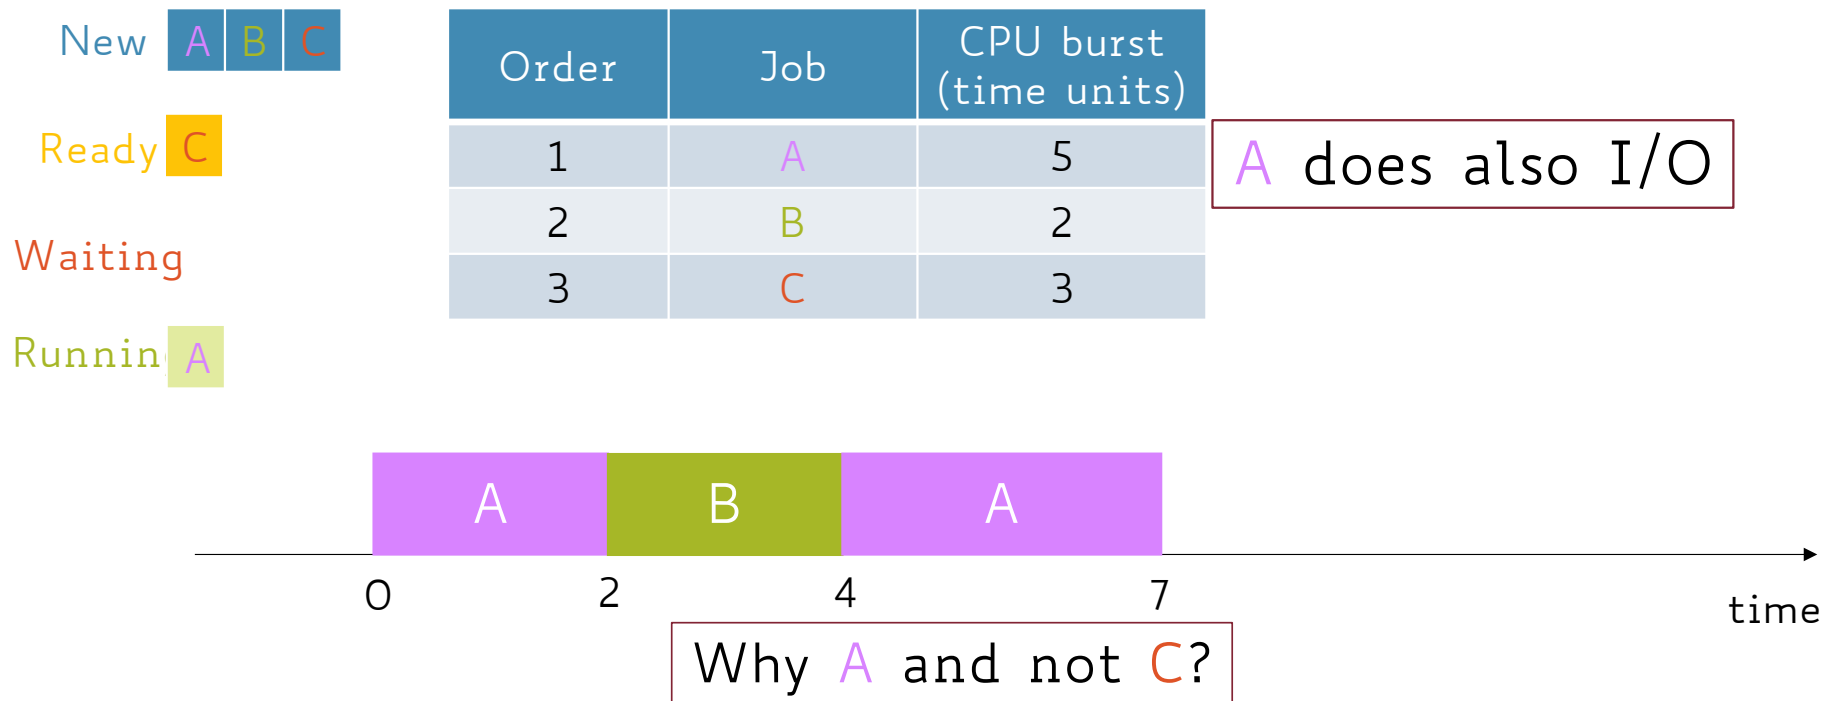 New A B C
Ready C
Waiting
Runnin A
Order Job CPU burst
(time units)
1 A 5
2 B 2
3 C 3
A does also I/O
A B A
0 2 4 7
time
Why A and not C?